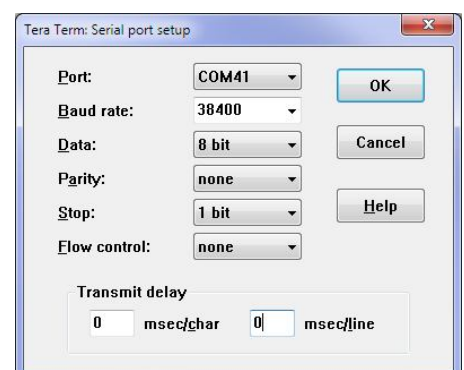 Tera Term: Serial port setup
Port: COM41 OK
Baud rate: 38400
Data: 8 bit Cancel
Parity: none
Stop: 1 bit Help
Flow control: none
Transmit delay
0 msec/char 0 msec/line